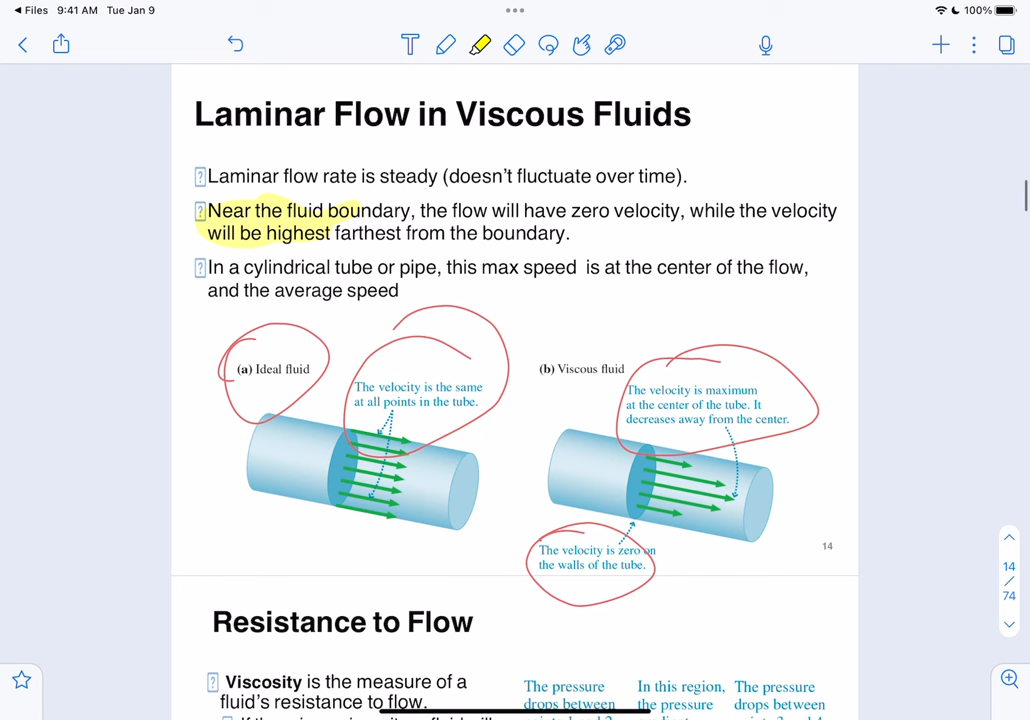 Files 9:41 AM Tue Jan 9
100%
T
Laminar Flow in Viscous Fluids
Laminar flow rate is steady (doesn't fluctuate over time).
Near the fluid boundary, the flow will have zero velocity, while the velocity
will be highest farthest from the boundary.
In a cylindrical tube or pipe, this max speed is at the center of the flow,
and the average speed
(a) Ideal fluid
The velocity is the same
at all points in the tube.
(b) Viscous fluid
The velocity is maximum
at the center of the tube. It
decreases away from the center.
The velocity is zero on
the walls of the tube.
14
14
/
74
Resistance to Flow
Viscosity is the measure of a
fluid's resistance to flow.
The pressure
drops between
In this region,
the pressure
The pressure
drops between